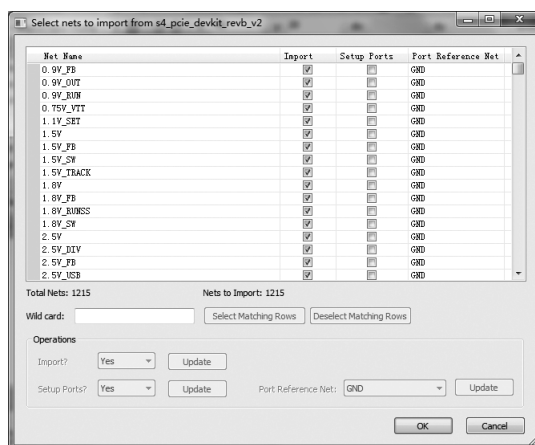 Select nets to import from s4_pcie_devkit_revb_v2
Net Name Import Setup Ports Port Reference Net
0.9V_FB GND
0.9V_OUT GND
0.9V_RUN GND
0.75V_VTT GND
1.1V_SET GND
1.5V GND
1.5V_FB GND
1.5V_SW GND
1.5V_TRACK GND
1.8V GND
1.8V_FB GND
1.8V_RUNSS GND
1.8V_SW GND
2.5V GND
2.5V_DIV GND
2.5V_FB GND
2.5V_USB GND
Total Nets: 1215 Nets to Import: 1215
Wild card: Select Matching Rows Deselect Matching Rows
Operations
Import? Yes Update
Setup Ports? Yes Update Port Reference Net: GND Update
OK Cancel